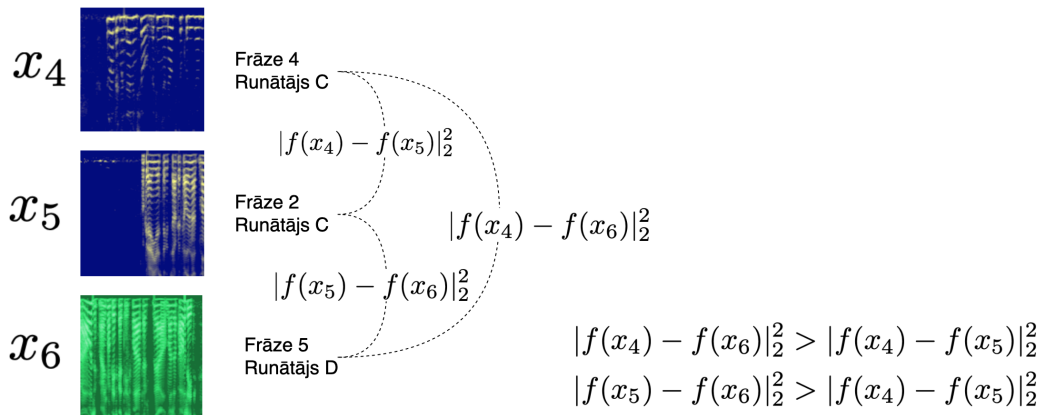 x₄
Frāze 4
Runātājs C
|f(x₄) − f(x₅)|₂²
x₅
Frāze 2
Runātājs C
|f(x₄) − f(x₆)|₂²
|f(x₅) − f(x₆)|₂²
x₆
Frāze 5
Runātājs D
|f(x₄) − f(x₆)|₂² > |f(x₄) − f(x₅)|₂²
|f(x₅) − f(x₆)|₂² > |f(x₄) − f(x₅)|₂²